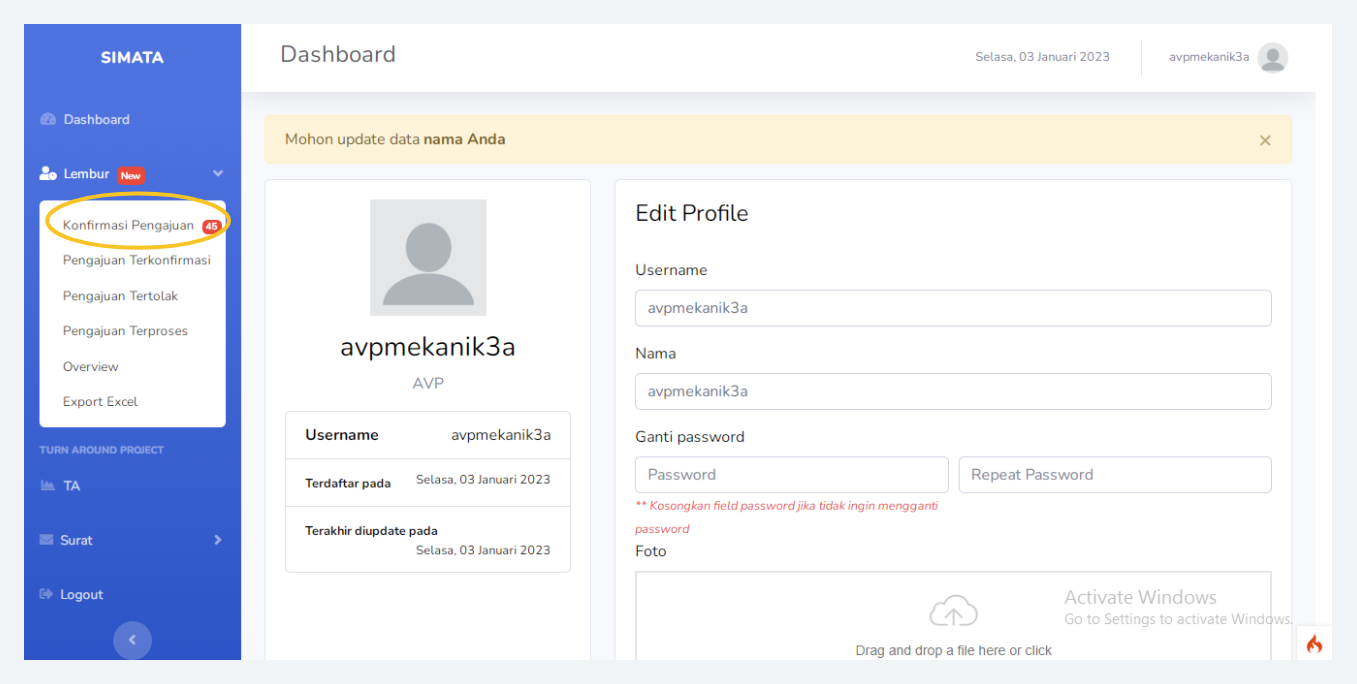 SIMATA
Dashboard
Lembur New
Konfirmasi Pengajuan 45
Pengajuan Terkonfirmasi
Pengajuan Tertolak
Pengajuan Terproses
Overview
Export Excel
TURN AROUND PROJECT
TA
Surat
Logout
Dashboard
Selasa, 03 Januari 2023
avpmekanik3a
Mohon update data nama Anda
avpmekanik3a
AVP
Username avpmekanik3a
Terdaftar pada Selasa, 03 Januari 2023
Terakhir diupdate pada
Selasa, 03 Januari 2023
Edit Profile
Username
avpmekanik3a
Nama
avpmekanik3a
Ganti password
Password Repeat Password
** Kosongkan field password jika tidak ingin mengganti
password
Foto
Drag and drop a file here or click
Activate Windows
Go to Settings to activate Windows.